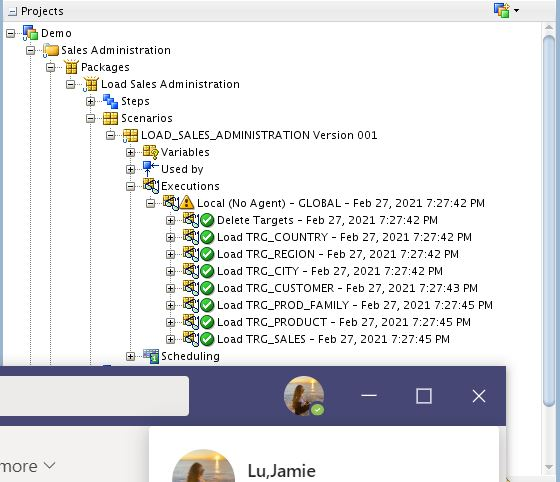 Projects
Demo
Sales Administration
Packages
Load Sales Administration
Steps
Scenarios
LOAD_SALES_ADMINISTRATION Version 001
Variables
Used by
Executions
Local (No Agent) - GLOBAL - Feb 27, 2021 7:27:42 PM
Delete Targets - Feb 27, 2021 7:27:42 PM
Load TRG_COUNTRY - Feb 27, 2021 7:27:42 PM
Load TRG_REGION - Feb 27, 2021 7:27:42 PM
Load TRG_CITY - Feb 27, 2021 7:27:42 PM
Load TRG_CUSTOMER - Feb 27, 2021 7:27:43 PM
Load TRG_PROD_FAMILY - Feb 27, 2021 7:27:45 PM
Load TRG_PRODUCT - Feb 27, 2021 7:27:45 PM
Load TRG_SALES - Feb 27, 2021 7:27:45 PM
Scheduling
more
Lu,Jamie